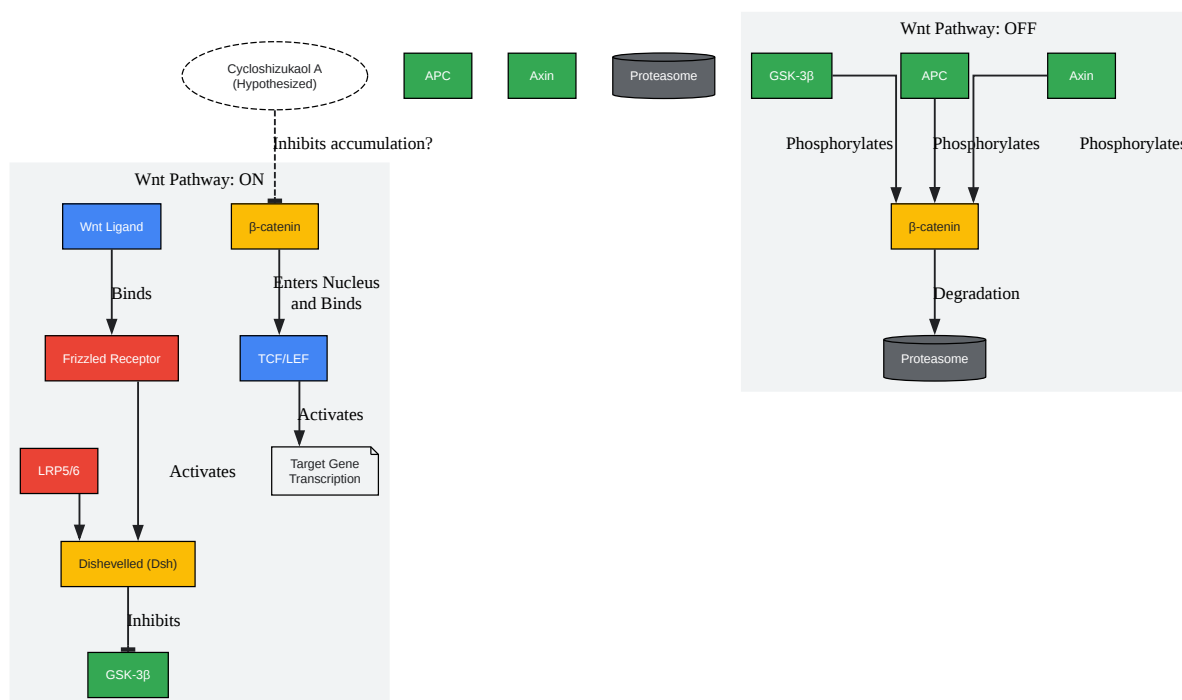 Cycloshizukaol A
(Hypothesized)
APC
Axin
Proteasome
Inhibits accumulation?
Wnt Pathway: ON
Wnt Ligand
β-catenin
Binds
Enters Nucleus
and Binds
Frizzled Receptor
TCF/LEF
Activates
LRP5/6
Activates
Target Gene
Transcription
Dishevelled (Dsh)
Inhibits
GSK-3β
Wnt Pathway: OFF
GSK-3β
APC
Axin
Phosphorylates
Phosphorylates
Phosphorylates
β-catenin
Degradation
Proteasome